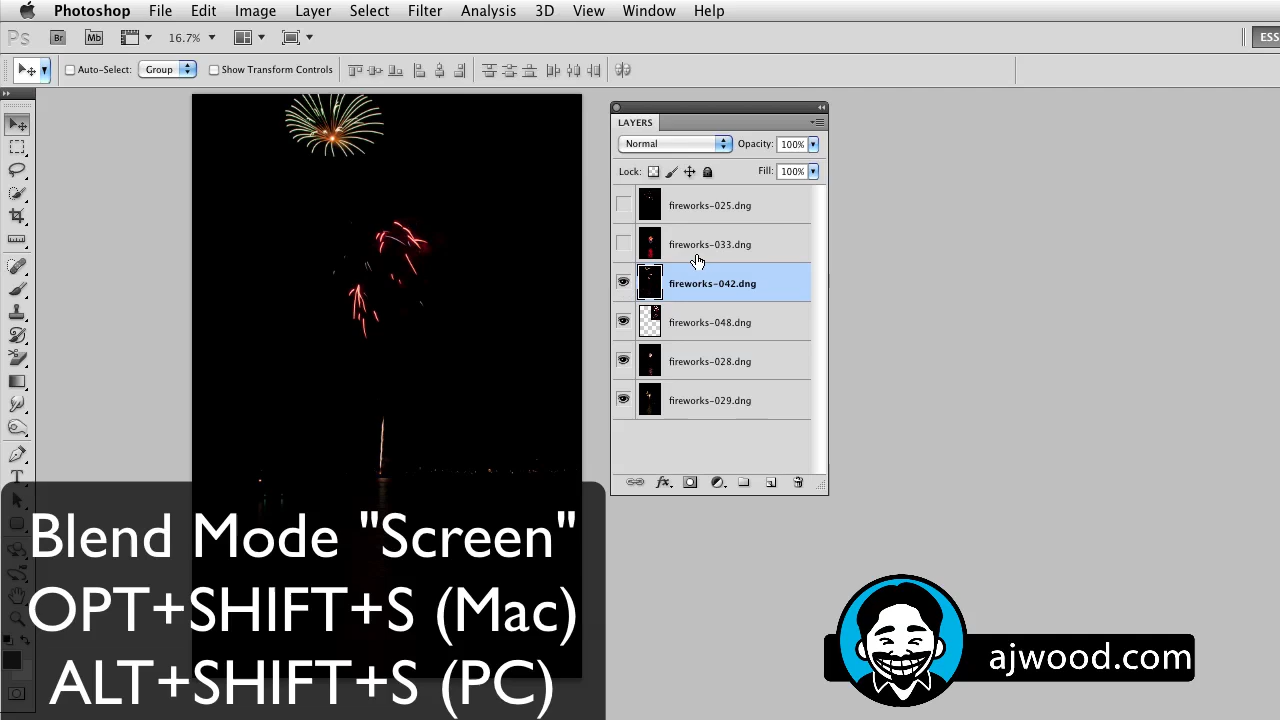 Photoshop File Edit Image Layer Select Filter Analysis 3D View Window Help
Ps Br Mb 16.7% ESS
Auto-Select: Group Show Transform Controls
LAYERS
Normal Opacity: 100%
Lock: Fill: 100%
fireworks-025.dng
fireworks-033.dng
fireworks-042.dng
fireworks-048.dng
fireworks-028.dng
fireworks-029.dng
Blend Mode "Screen"
OPT+SHIFT+S (Mac)
ALT+SHIFT+S (PC)
ajwood.com